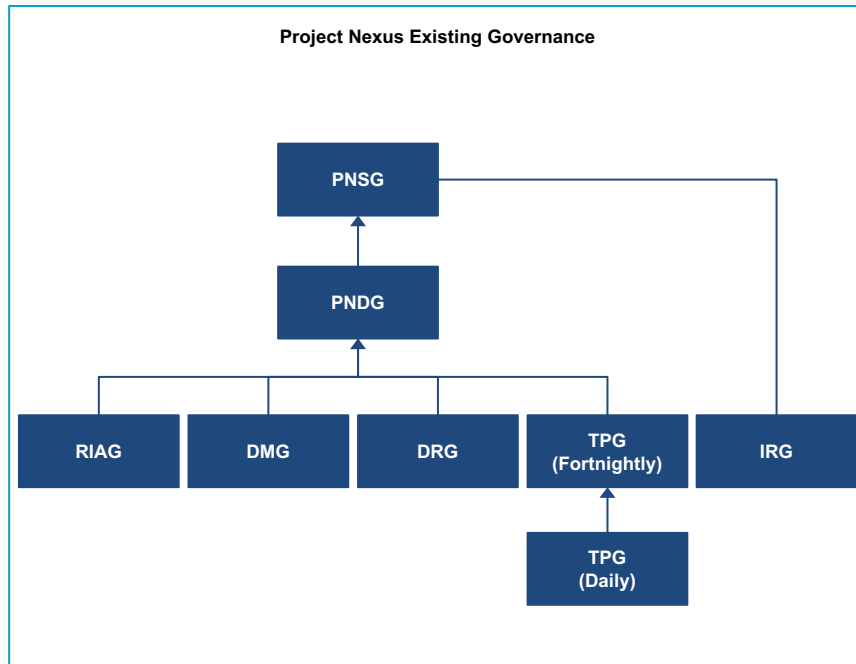 Project Nexus Existing Governance
PNSG
PNDG
RIAG
DMG
DRG
TPG
(Fortnightly)
IRG
TPG
(Daily)